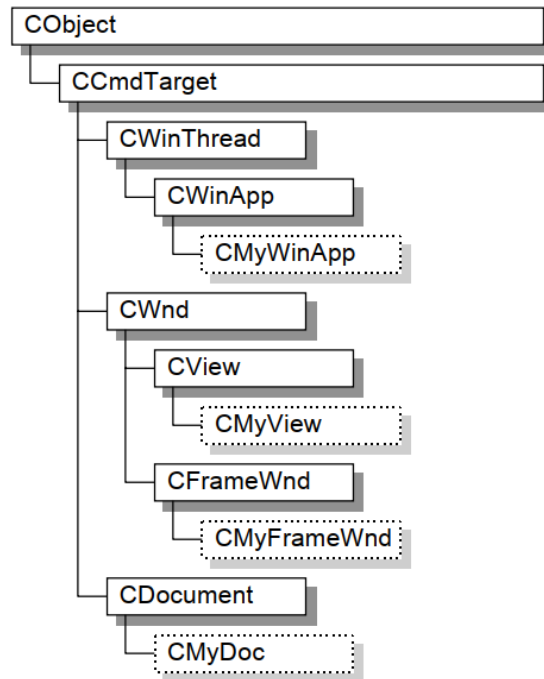 CObject
CCmdTarget
CWinThread
CWinApp
CMyWinApp
CWnd
CView
CMyView
CFrameWnd
CMyFrameWnd
CDocument
CMyDoc